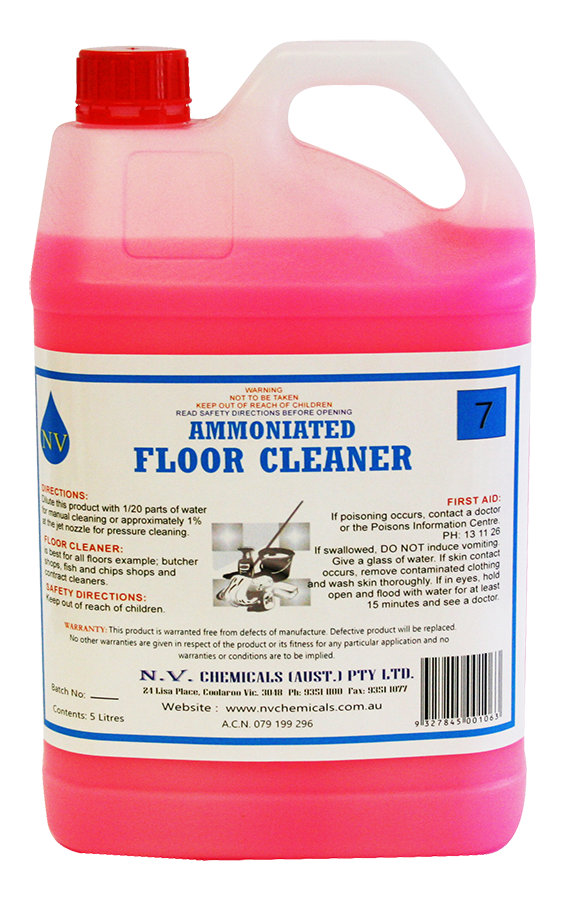 WARNING
NOT TO BE TAKEN
KEEP OUT OF REACH OF CHILDREN
READ SAFETY DIRECTIONS BEFORE OPENING
NV
7
AMMONIATED
FLOOR CLEANER
DIRECTIONS:
Dilute this product with 1/20 parts of water
for manual cleaning or approximately 1%
at the jet nozzle for pressure cleaning.
FLOOR CLEANER:
is best for all floors example; butcher
shops, fish and chips shops and
contract cleaners.
SAFETY DIRECTIONS:
Keep out of reach of children.
FIRST AID:
If poisoning occurs, contact a doctor
or the Poisons Information Centre.
PH: 13 11 26
If swallowed, DO NOT induce vomiting.
Give a glass of water. If skin contact
occurs, remove contaminated clothing
and wash skin thoroughly. If in eyes, hold
open and flood with water for at least
15 minutes and see a doctor.
WARRANTY: This product is warranted free from defects of manufacture. Defective product will be replaced.
No other warranties are given in respect of the product or its fitness for any particular application and no
warranties or conditions are to be implied.
N.V. CHEMICALS (AUST.) PTY LTD.
24 Lisa Place, Coolaroo Vic. 3048 Ph: 9351 1100 Fax: 9351 1077
Website : www.nvchemicals.com.au
A.C.N. 079 199 296
Batch No: ____
Contents: 5 Litres
9 327845 001063